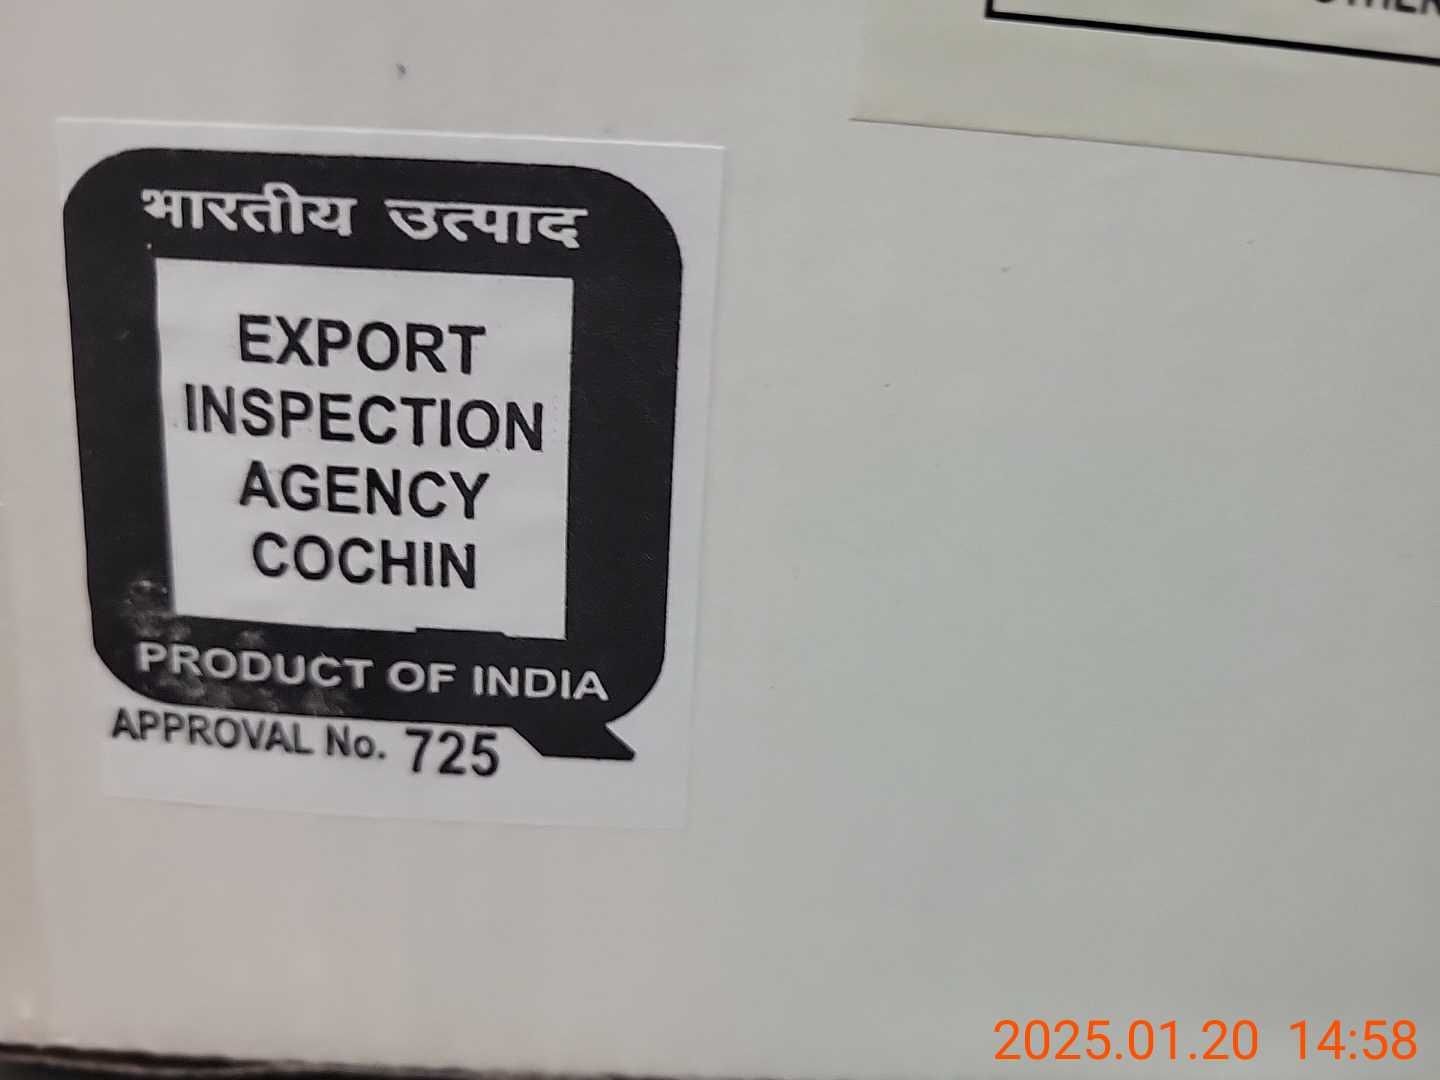 भारतीय उत्पाद
EXPORT
INSPECTION
AGENCY
COCHIN
PRODUCT OF INDIA
APPROVAL No. 725
2025.01.20 14:58